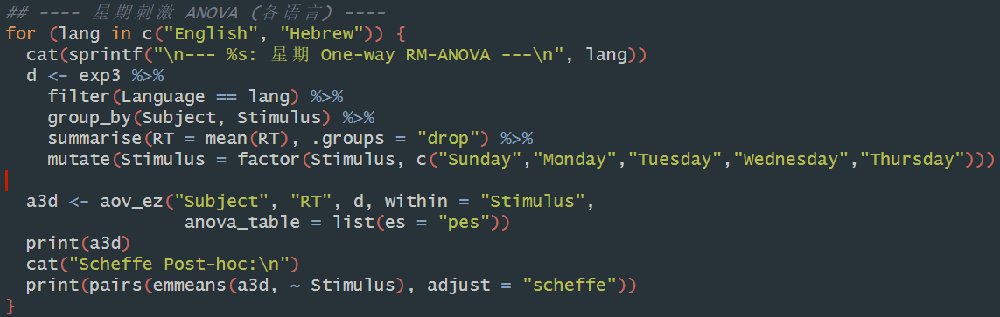 ## ---- 星期刺激 ANOVA (各语言) ----
for (lang in c("English", "Hebrew")) {
  cat(sprintf("\n--- %s: 星期 One-way RM-ANOVA ---\n", lang))
  d <- exp3 %>%
    filter(Language == lang) %>%
    group_by(Subject, Stimulus) %>%
    summarise(RT = mean(RT), .groups = "drop") %>%
    mutate(Stimulus = factor(Stimulus, c("Sunday","Monday","Tuesday","Wednesday","Thursday")))
  a3d <- aov_ez("Subject", "RT", d, within = "Stimulus",
                 anova_table = list(es = "pes"))
  print(a3d)
  cat("Scheffe Post-hoc:\n")
  print(pairs(emmeans(a3d, ~ Stimulus), adjust = "scheffe"))
}